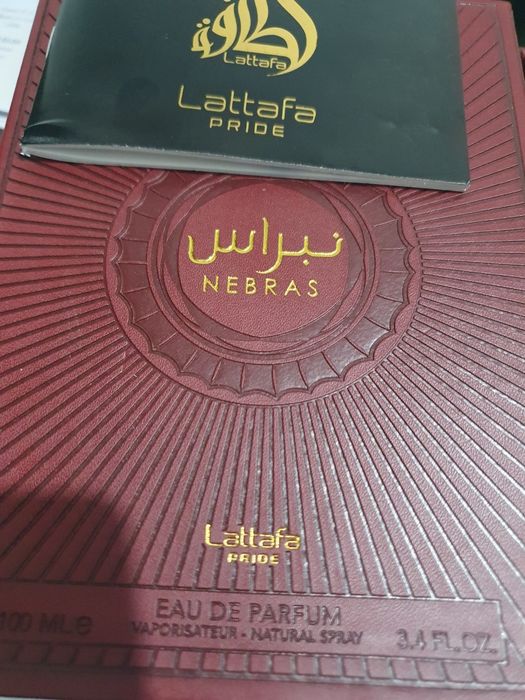 لطافة
Lattafa
Lattafa
PRIDE
نبراس
NEBRAS
Lattafa
PRIDE
100 ML e EAU DE PARFUM 3.4 FL.OZ.
VAPORISATEUR - NATURAL SPRAY